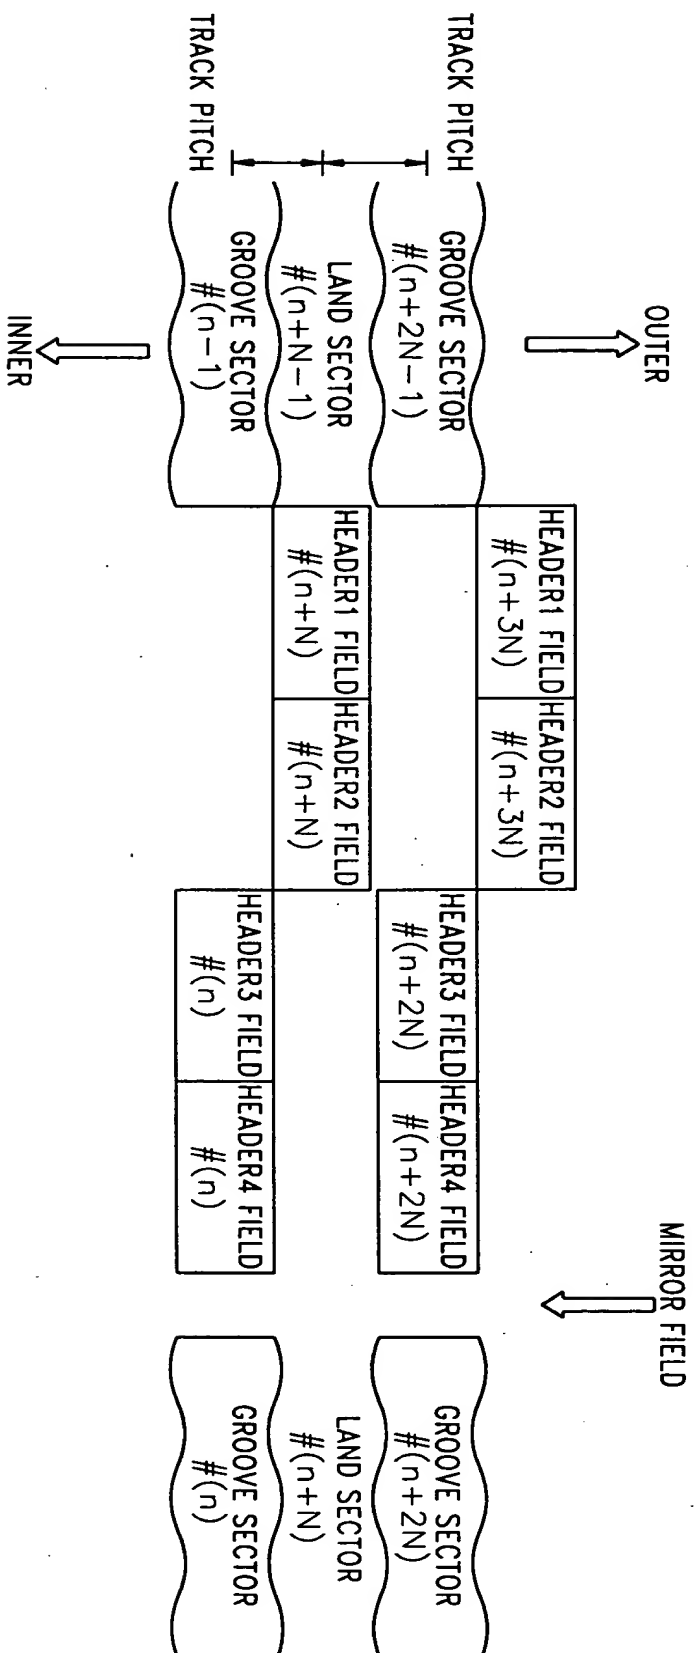 OUTER
INNER
MIRROR FIELD
TRACK PITCH
TRACK PITCH
GROOVE SECTOR
#(n+2N-1)
LAND SECTOR
#(n+N-1)
GROOVE SECTOR
#(n-1)
HEADER1 FIELD
#(n+3N)
HEADER2 FIELD
#(n+3N)
HEADER1 FIELD
#(n+N)
HEADER2 FIELD
#(n+N)
HEADER3 FIELD
#(n+2N)
HEADER4 FIELD
#(n+2N)
HEADER3 FIELD
#(n)
HEADER4 FIELD
#(n)
GROOVE SECTOR
#(n+2N)
LAND SECTOR
#(n+N)
GROOVE SECTOR
#(n)